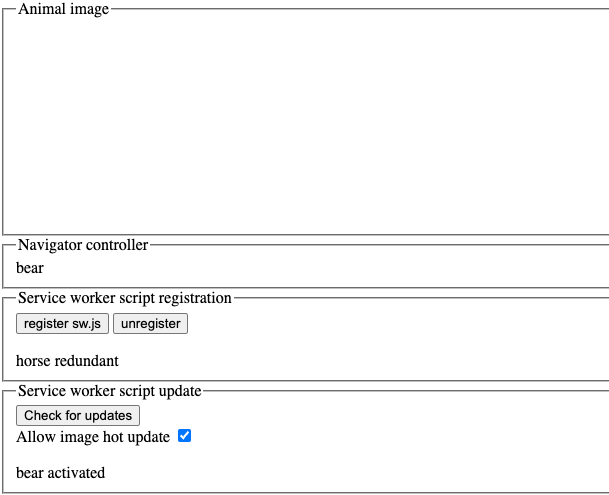 Animal image
Navigator controller
bear
Service worker script registration
register sw.js unregister
horse redundant
Service worker script update
Check for updates
Allow image hot update
bear activated